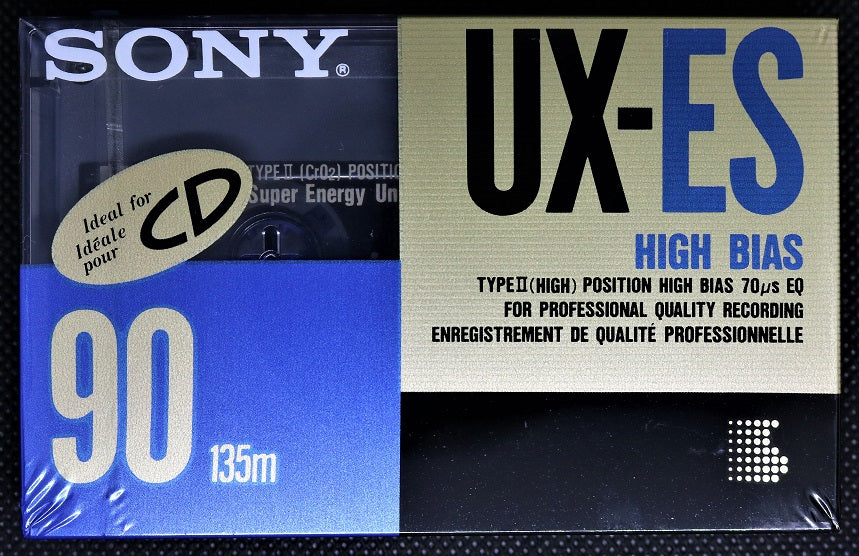 SONY®
TYPE II (CrO2) POSITIO
Super Energy Un
Ideal for
Idéale
pour
CD
90
135m
UX-ES
HIGH BIAS
TYPE II (HIGH) POSITION HIGH BIAS 70μs EQ
FOR PROFESSIONAL QUALITY RECORDING
ENREGISTREMENT DE QUALITÉ PROFESSIONNELLE